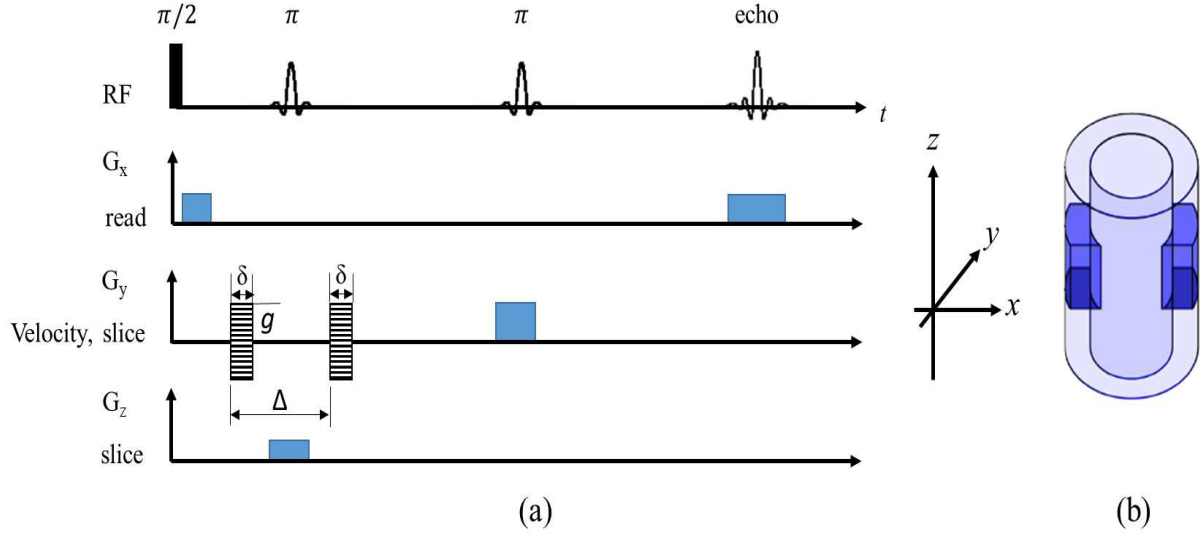 π/2 π π echo
RF
t
Gx
read
z
y
x
δ δ
Gy
g
Velocity, slice
Δ
Gz
slice
(a) (b)